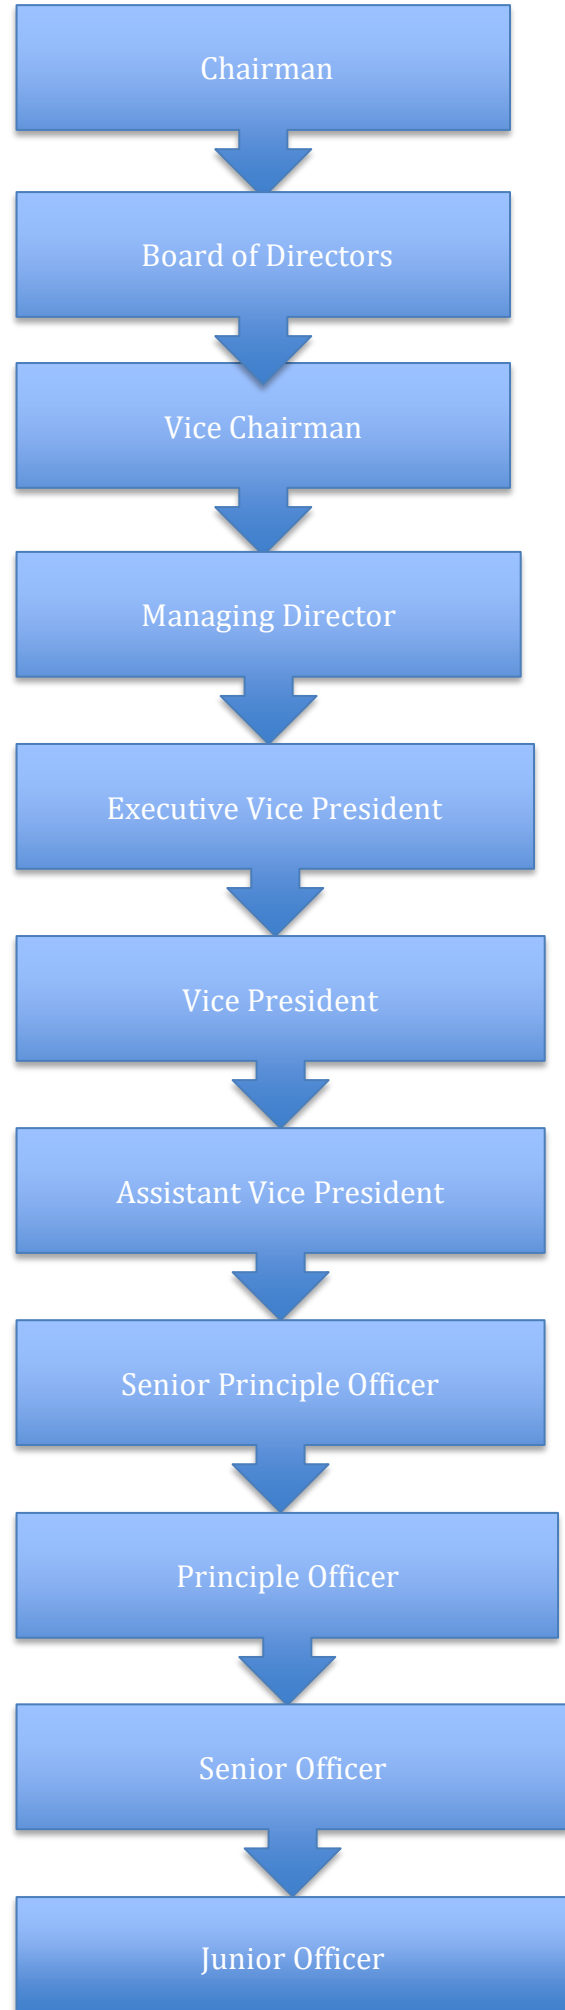 Chairman
Board of Directors
Vice Chairman
Managing Director
Executive Vice President
Vice President
Assistant Vice President
Senior Principle Officer
Principle Officer
Senior Officer
Junior Officer